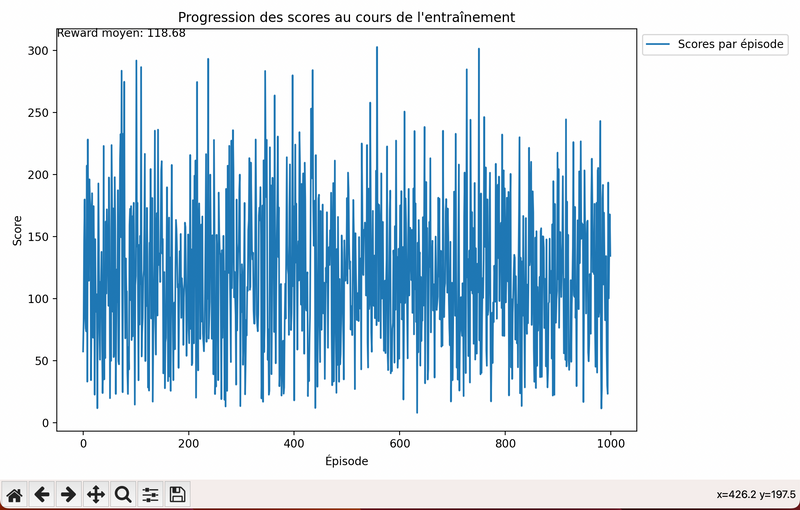 Progression des scores au cours de l'entraînement
Reward moyen: 118.68
Scores par épisode
300
250
200
150
100
50
0
Score
0 200 400 600 800 1000
Épisode
x=426.2 y=197.5